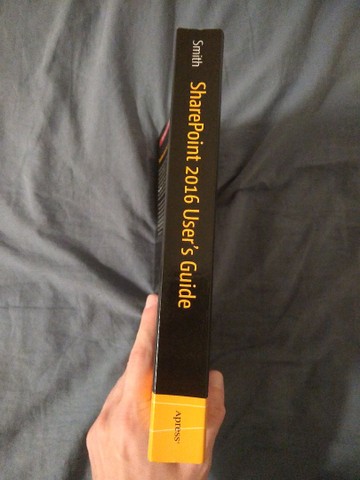 Smith
SharePoint 2016 User's Guide
Apress®